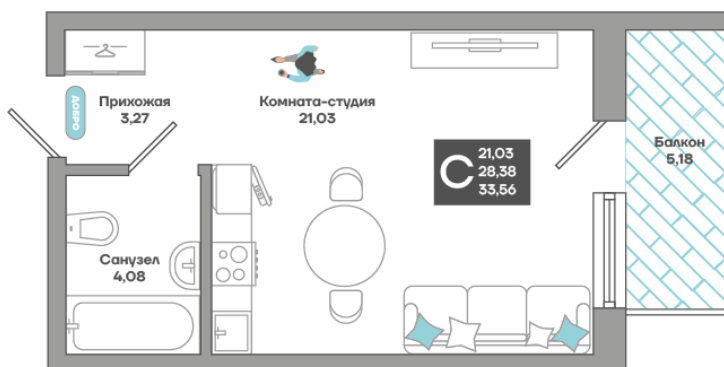 Прихожая
3,27
ДОБРО
Комната-студия
21,03
С
21,03
28,38
33,56
Балкон
5,18
Санузел
4,08